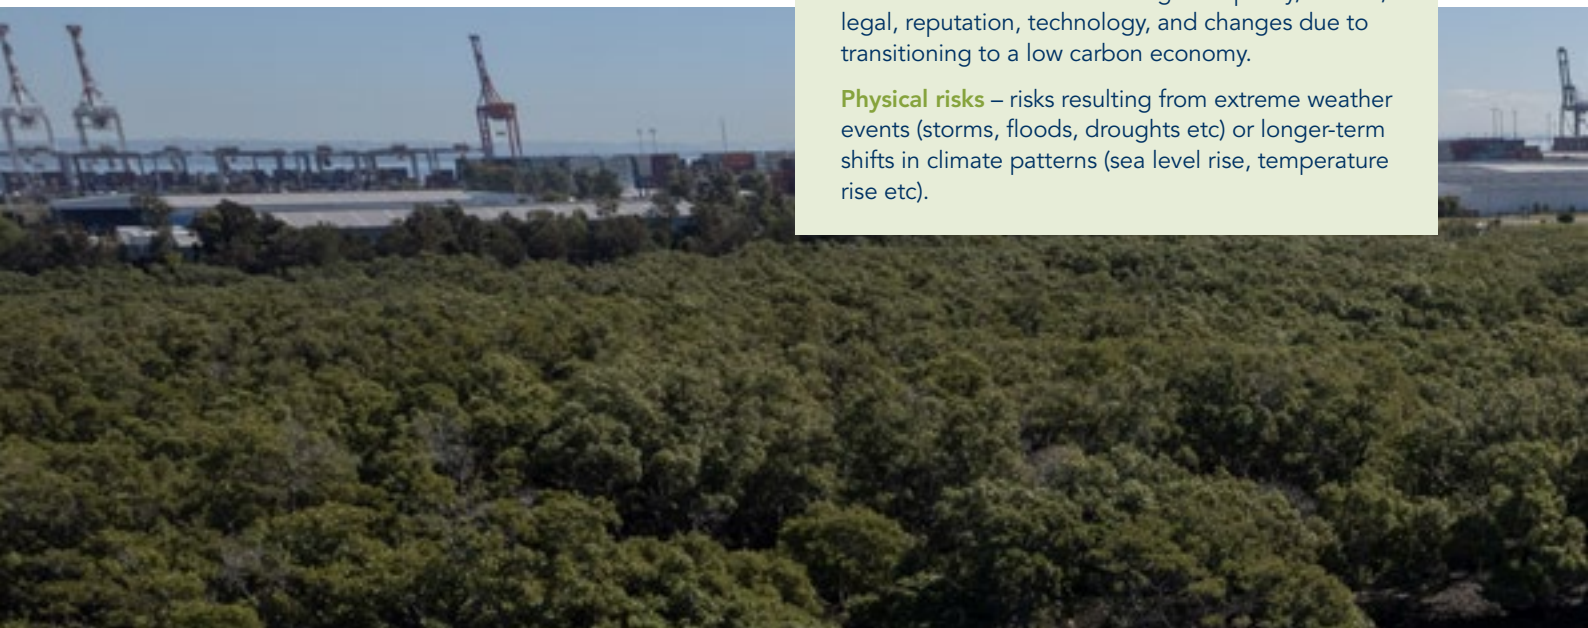 legal, reputation, technology, and changes due to
transitioning to a low carbon economy.
Physical risks – risks resulting from extreme weather
events (storms, floods, droughts etc) or longer-term
shifts in climate patterns (sea level rise, temperature
rise etc).